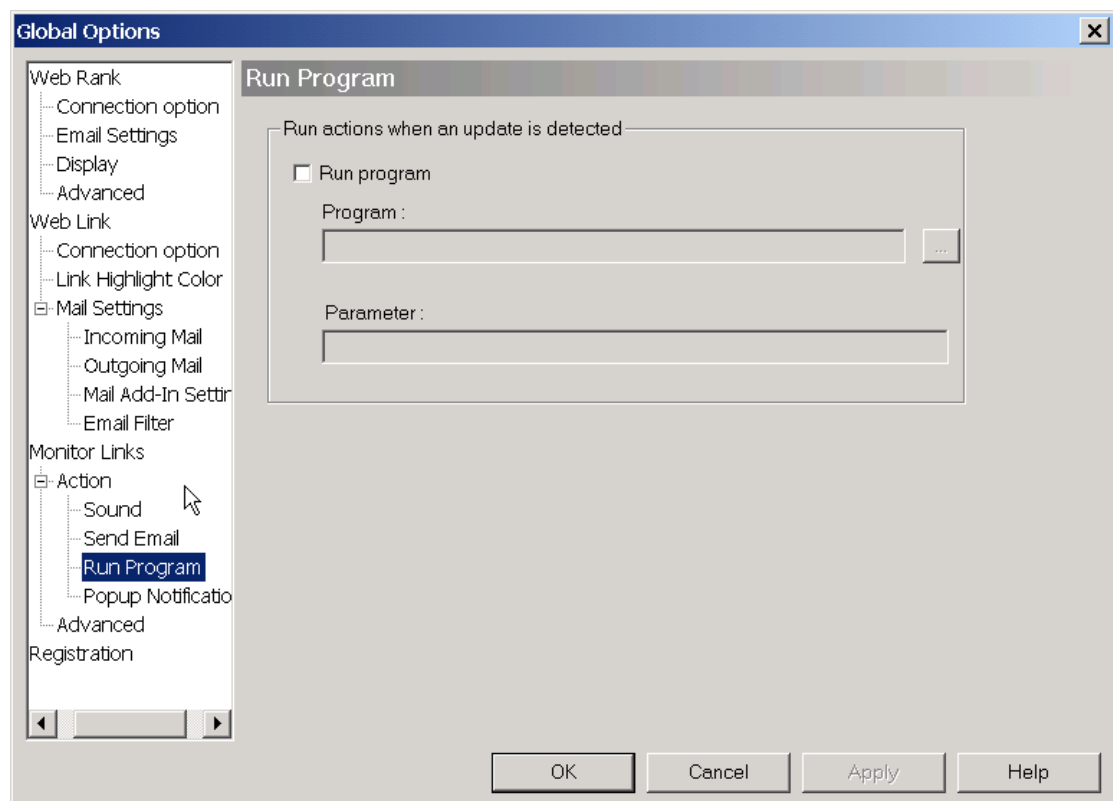 Global Options
Web Rank
Connection option
Email Settings
Display
Advanced
Web Link
Connection option
Link Highlight Color
Mail Settings
Incoming Mail
Outgoing Mail
Mail Add-In Settin
Email Filter
Monitor Links
Action
Sound
Send Email
Run Program
Popup Notificatio
Advanced
Registration
Run Program
Run actions when an update is detected
Run program
Program :
...
Parameter :
OK Cancel Apply Help